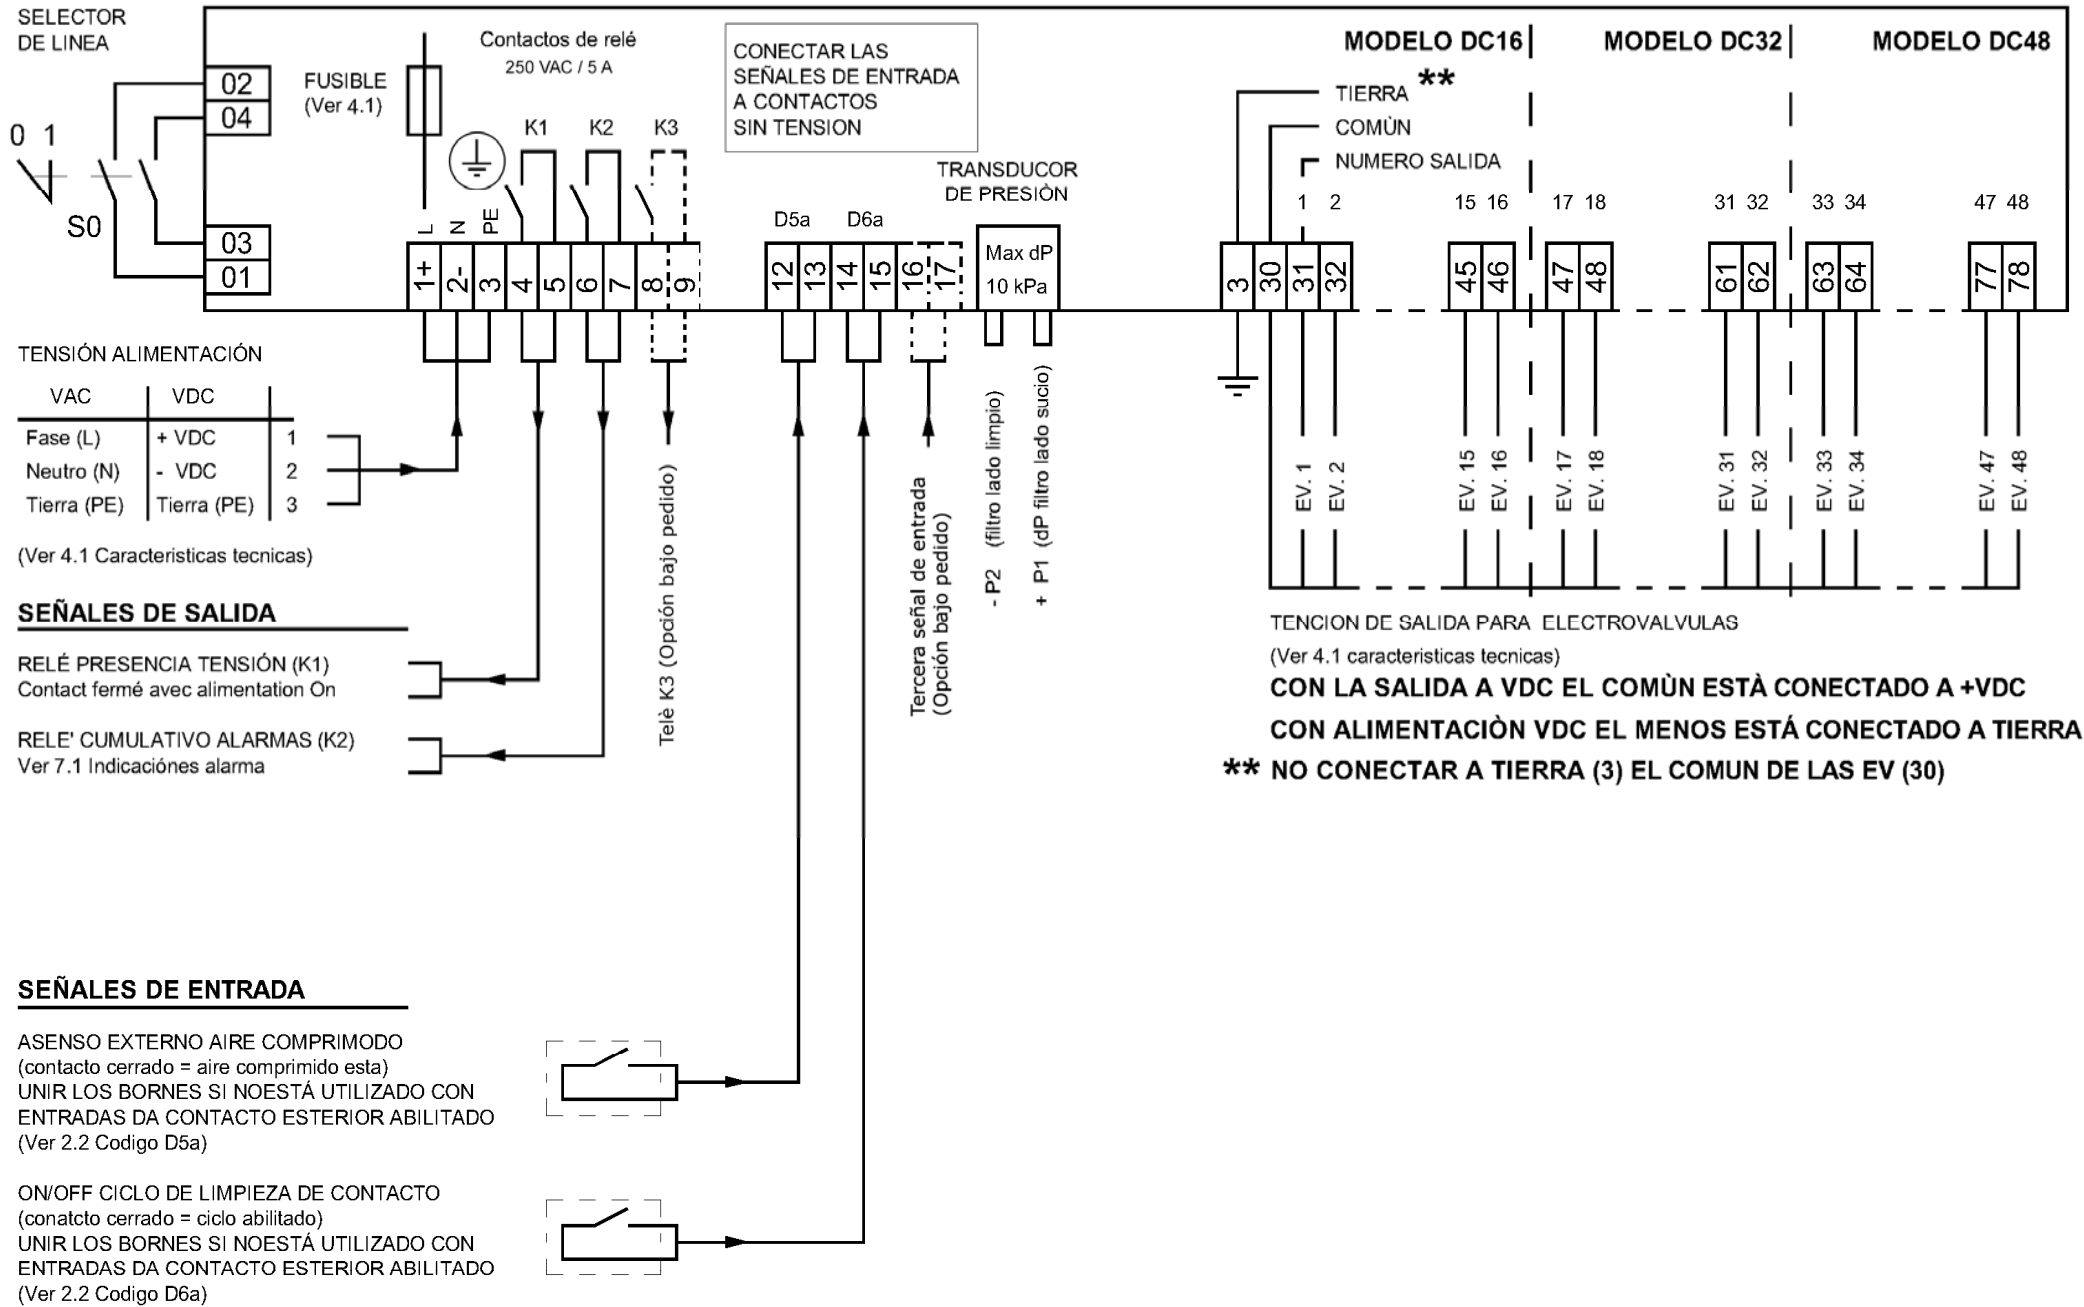 SELECTOR
DE LINEA
02
04
0 1
S0
03
01
FUSIBLE
(Ver 4.1)
Contactos de relé
250 VAC / 5 A
K1 K2 K3
CONECTAR LAS
SEÑALES DE ENTRADA
A CONTACTOS
SIN TENSION
TRANSDUCOR
DE PRESIÒN
Max dP
10 kPa
L N PE
1+ 2- 3 4 5 6 7 8 9
D5a D6a
12 13 14 15 16 17
MODELO DC16 MODELO DC32 MODELO DC48
**
TIERRA
COMÙN
NUMERO SALIDA
1 2 15 16 17 18 31 32 33 34 47 48
3 30 31 32 45 46 47 48 61 62 63 64 77 78
TENSIÓN ALIMENTACIÓN
VAC VDC
Fase (L) + VDC 1
Neutro (N) - VDC 2
Tierra (PE) Tierra (PE) 3
(Ver 4.1 Caracteristicas tecnicas)
SEÑALES DE SALIDA
RELÉ PRESENCIA TENSIÓN (K1)
Contact fermé avec alimentation On
RELE' CUMULATIVO ALARMAS (K2)
Ver 7.1 Indicaciónes alarma
Telè K3 (Opción bajo pedido)
Tercera señal de entrada
(Opción bajo pedido)
- P2 (filtro lado limpio)
+ P1 (dP filtro lado sucio)
EV. 1 EV. 2 EV. 15 EV. 16 EV. 17 EV. 18 EV. 31 EV. 32 EV. 33 EV. 34 EV. 47 EV. 48
TENCION DE SALIDA PARA ELECTROVALVULAS
(Ver 4.1 caracteristicas tecnicas)
CON LA SALIDA A VDC EL COMÙN ESTÀ CONECTADO A +VDC
CON ALIMENTACIÒN VDC EL MENOS ESTÁ CONECTADO A TIERRA
** NO CONECTAR A TIERRA (3) EL COMUN DE LAS EV (30)
SEÑALES DE ENTRADA
ASENSO EXTERNO AIRE COMPRIMODO
(contacto cerrado = aire comprimido esta)
UNIR LOS BORNES SI NOESTÁ UTILIZADO CON
ENTRADAS DA CONTACTO ESTERIOR ABILITADO
(Ver 2.2 Codigo D5a)
ON/OFF CICLO DE LIMPIEZA DE CONTACTO
(conatcto cerrado = ciclo abilitado)
UNIR LOS BORNES SI NOESTÁ UTILIZADO CON
ENTRADAS DA CONTACTO ESTERIOR ABILITADO
(Ver 2.2 Codigo D6a)